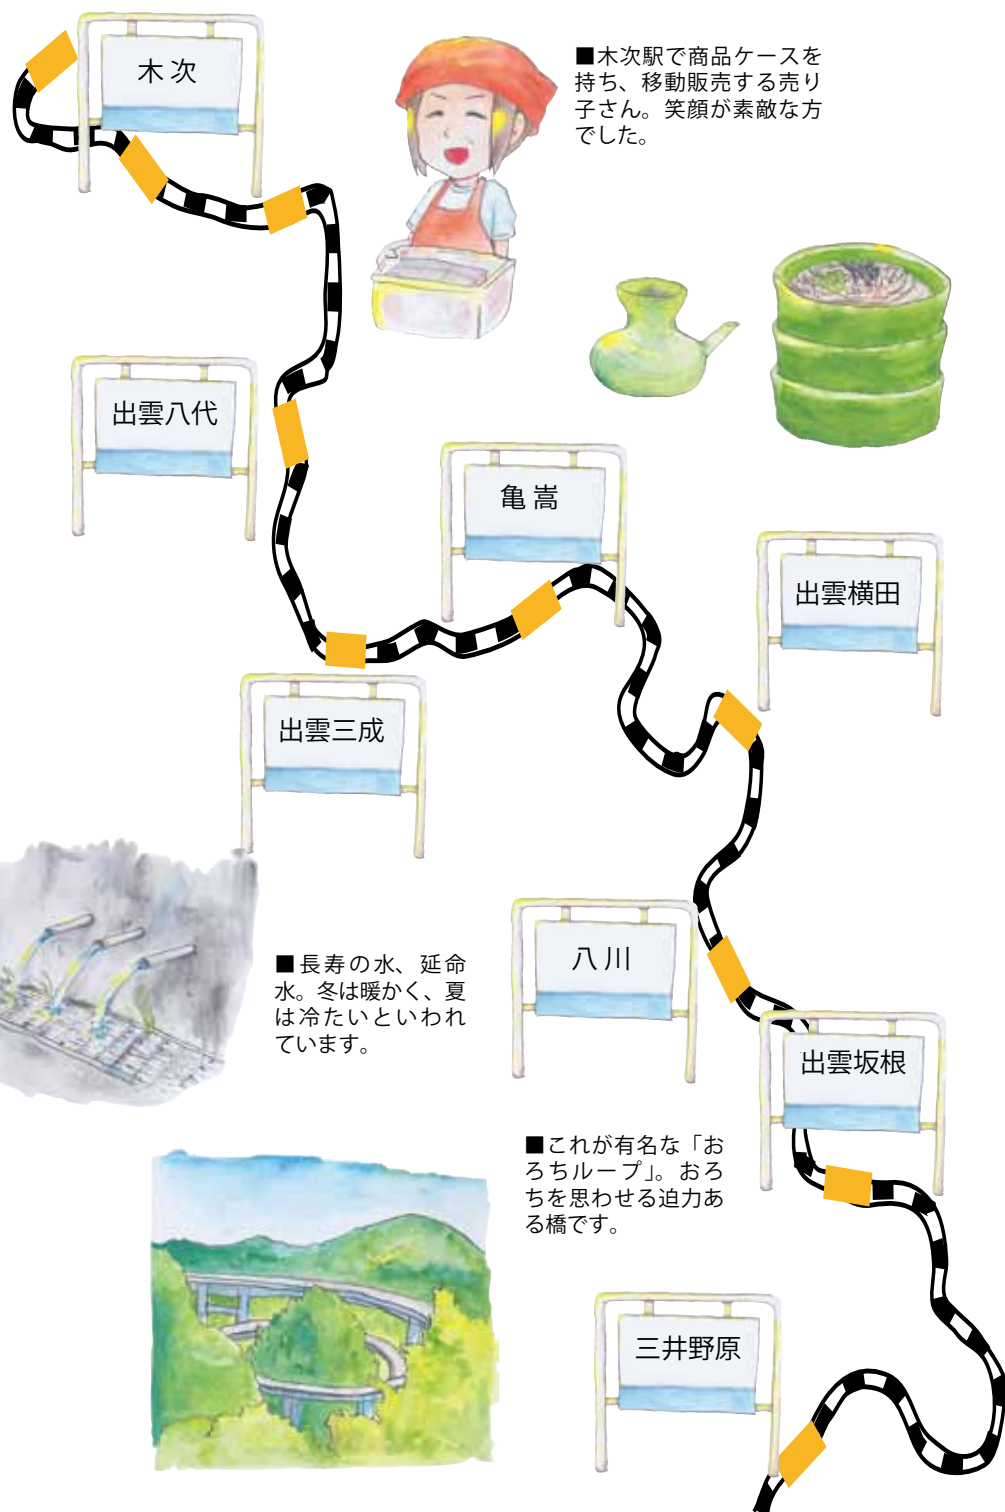 木次
■木次駅で商品ケースを
持ち、移動販売する売り
子さん。笑顔が素敵な方
でした。
出雲八代
亀嵩
出雲横田
出雲三成
■長寿の水、延命
水。冬は暖かく、夏
は冷たいといわれ
ています。
八川
出雲坂根
■これが有名な「お
ろちループ」。おろ
ちを思わせる迫力あ
る橋です。
三井野原